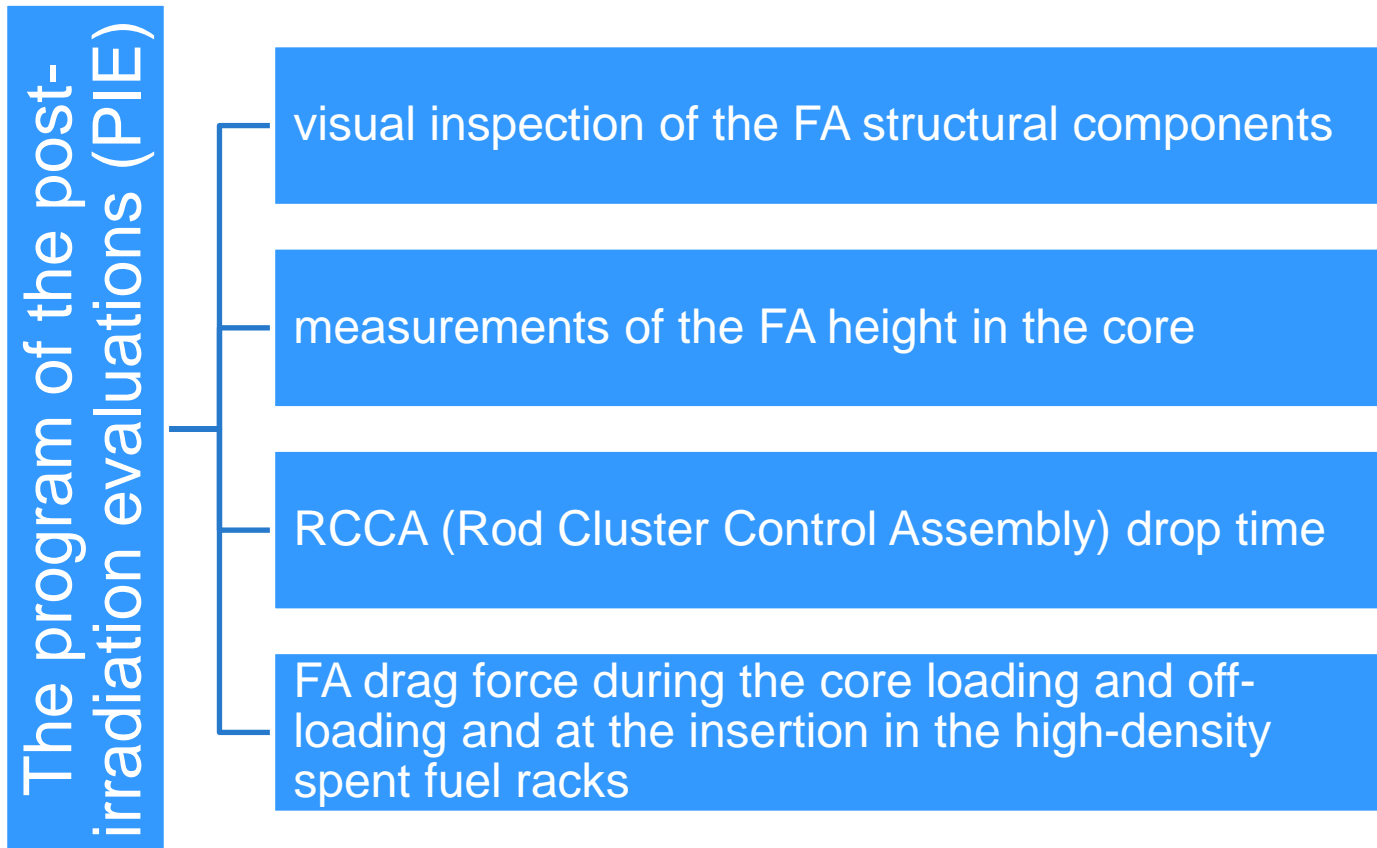 The program of the post-
irradiation evaluations (PIE)
visual inspection of the FA structural components
measurements of the FA height in the core
RCCA (Rod Cluster Control Assembly) drop time
FA drag force during the core loading and off-
loading and at the insertion in the high-density
spent fuel racks